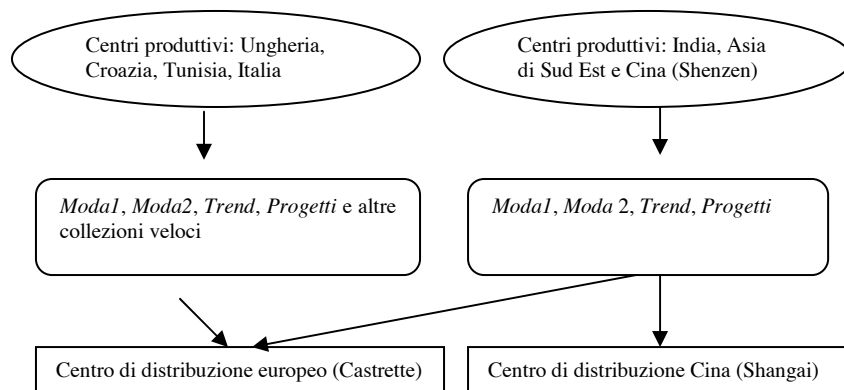 Centri produttivi: Ungheria,
Croazia, Tunisia, Italia
Centri produttivi: India, Asia
di Sud Est e Cina (Shenzen)
Moda1, Moda2, Trend, Progetti e altre
collezioni veloci
Moda1, Moda 2, Trend, Progetti
Centro di distribuzione europeo (Castrette)
Centro di distribuzione Cina (Shangai)